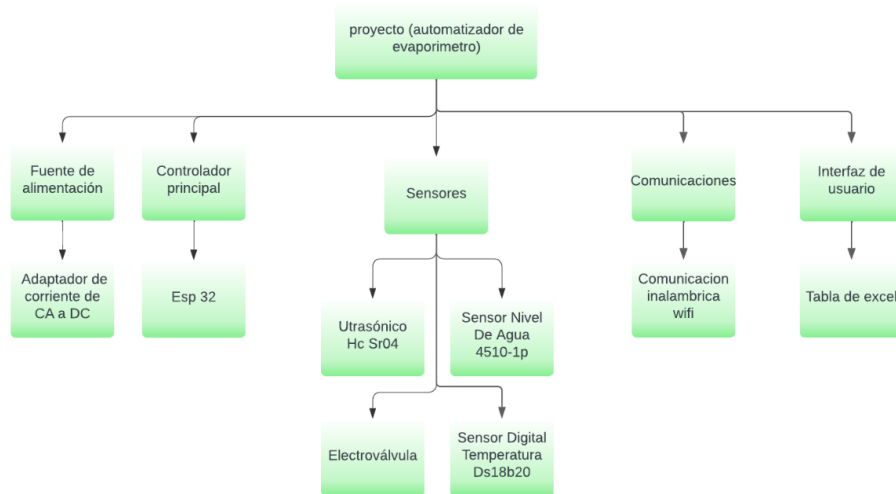 proyecto (automatizador de
evaporimetro)
Fuente de
alimentación
Controlador
principal
Sensores
Comunicaciones
Interfaz de
usuario
Adaptador de
corriente de
CA a DC
Esp 32
Utrasónico
Hc Sr04
Sensor Nivel
De Agua
4510-1p
Comunicacion
inalambrica
wifi
Tabla de excel
Electroválvula
Sensor Digital
Temperatura
Ds18b20